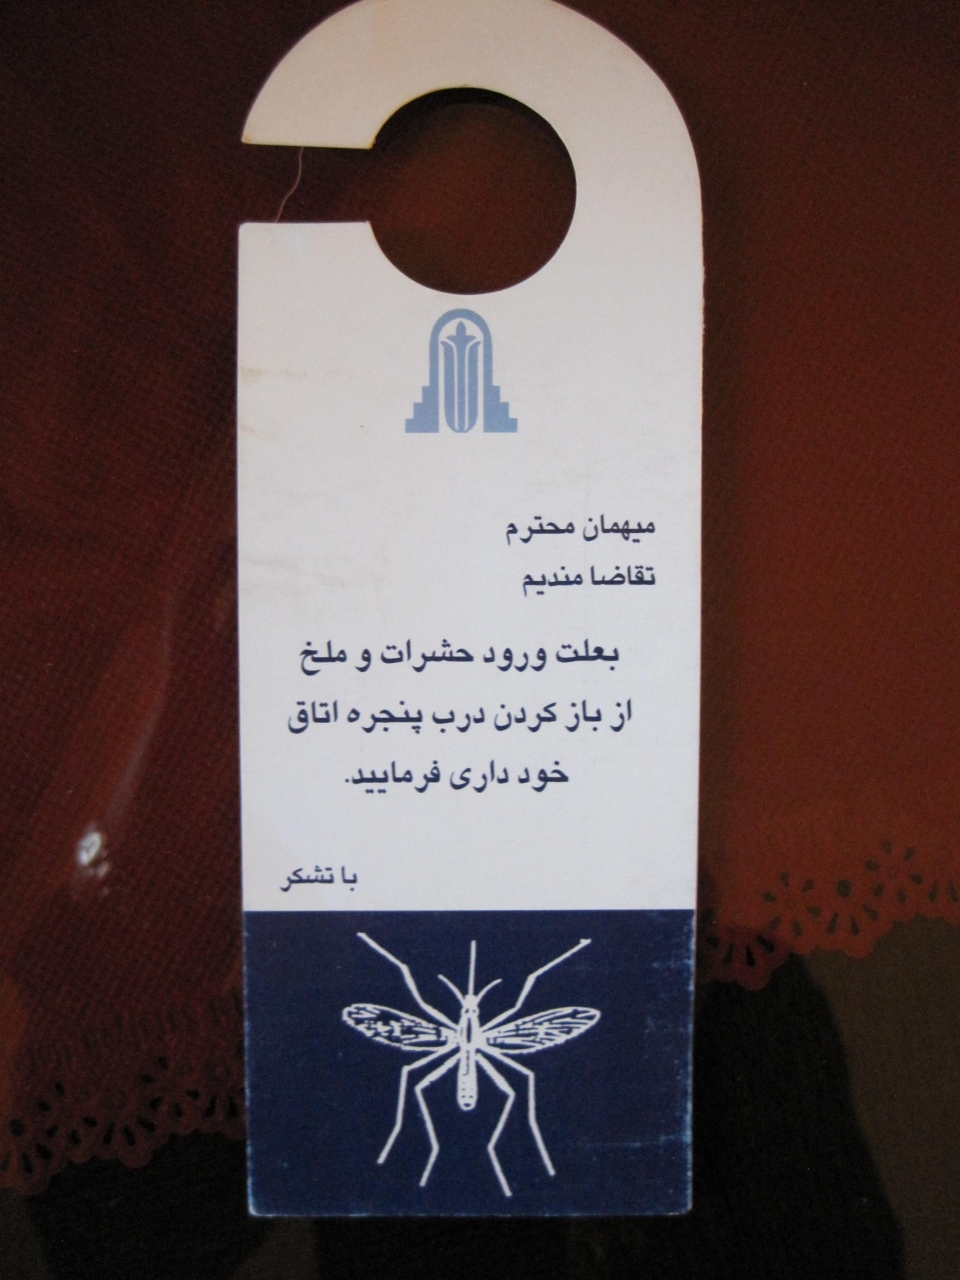 میهمان محترم
تقاضا مندیم
بعلت ورود حشرات و ملخ
از باز کردن درب پنجره اتاق
خود داری فرمایید.
با تشکر